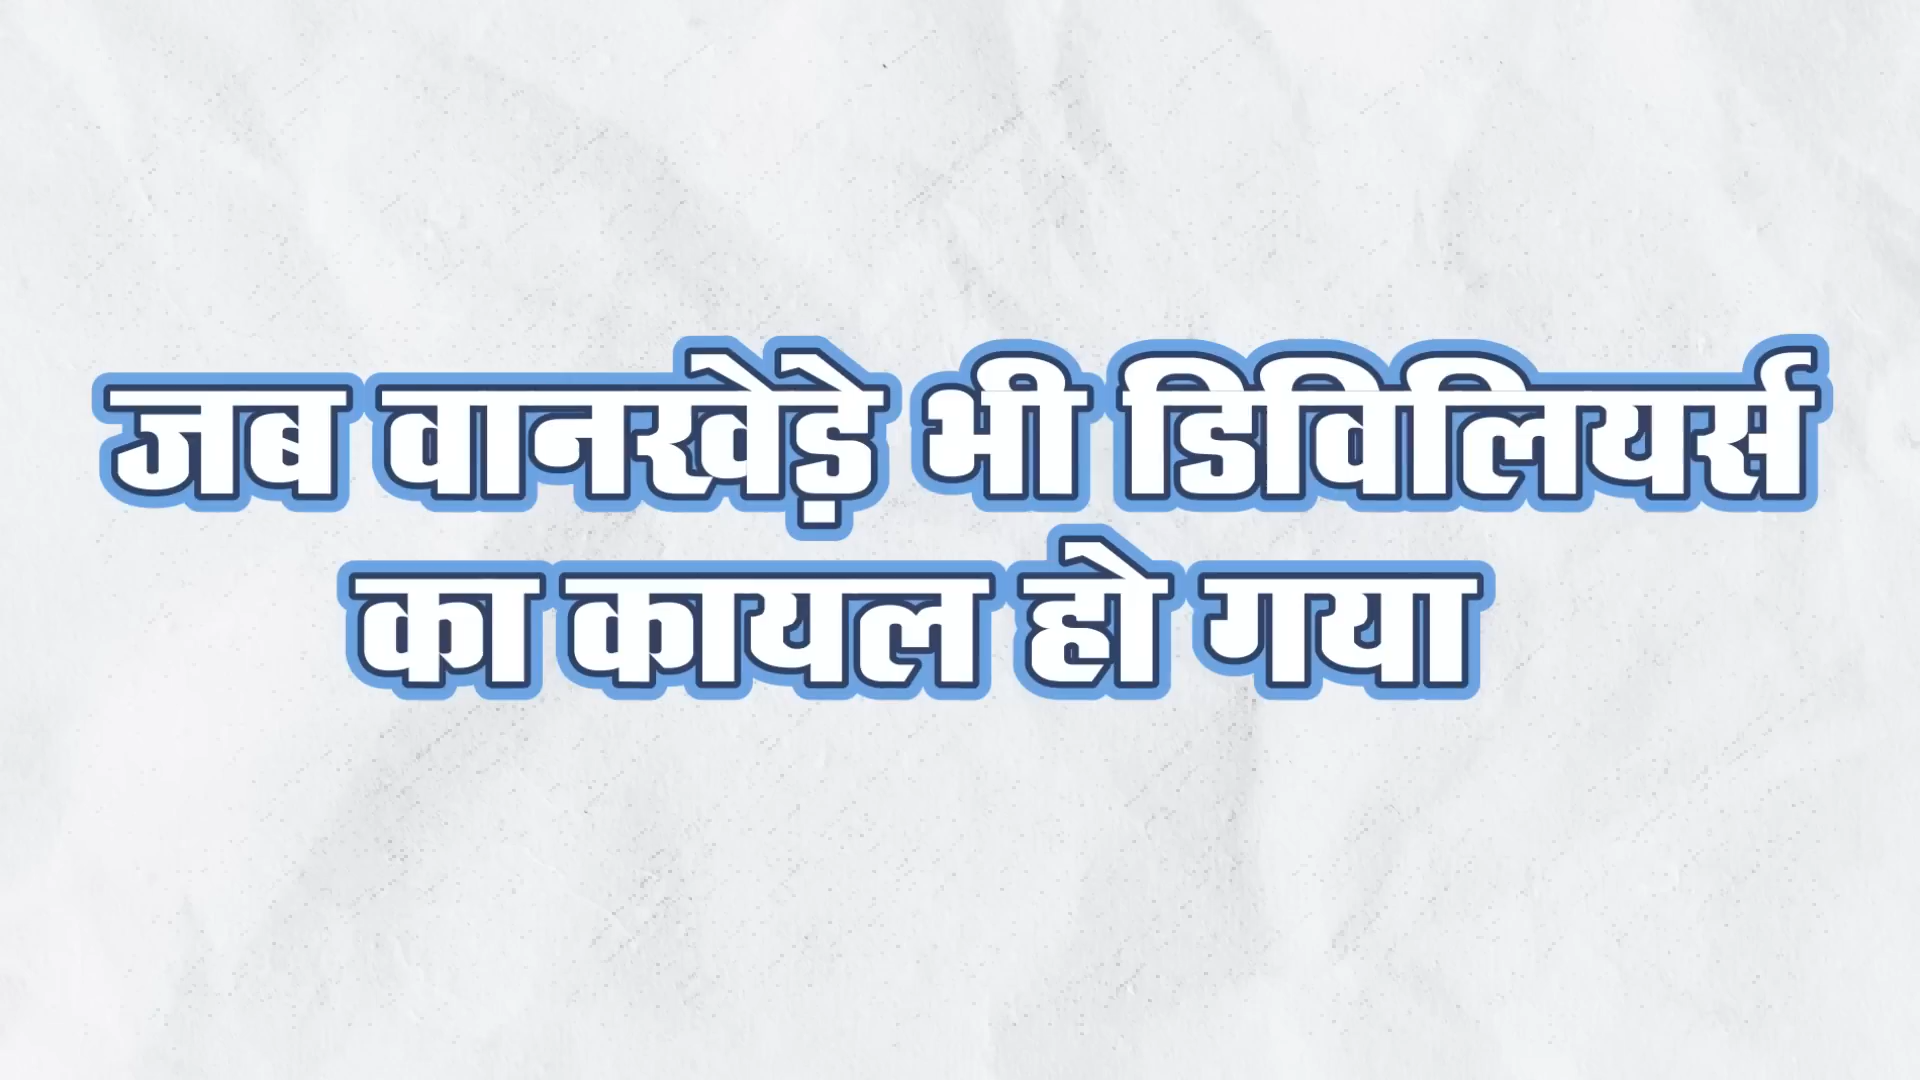 जब वानखेड़े भी डिविलियर्स
का कायल हो गया